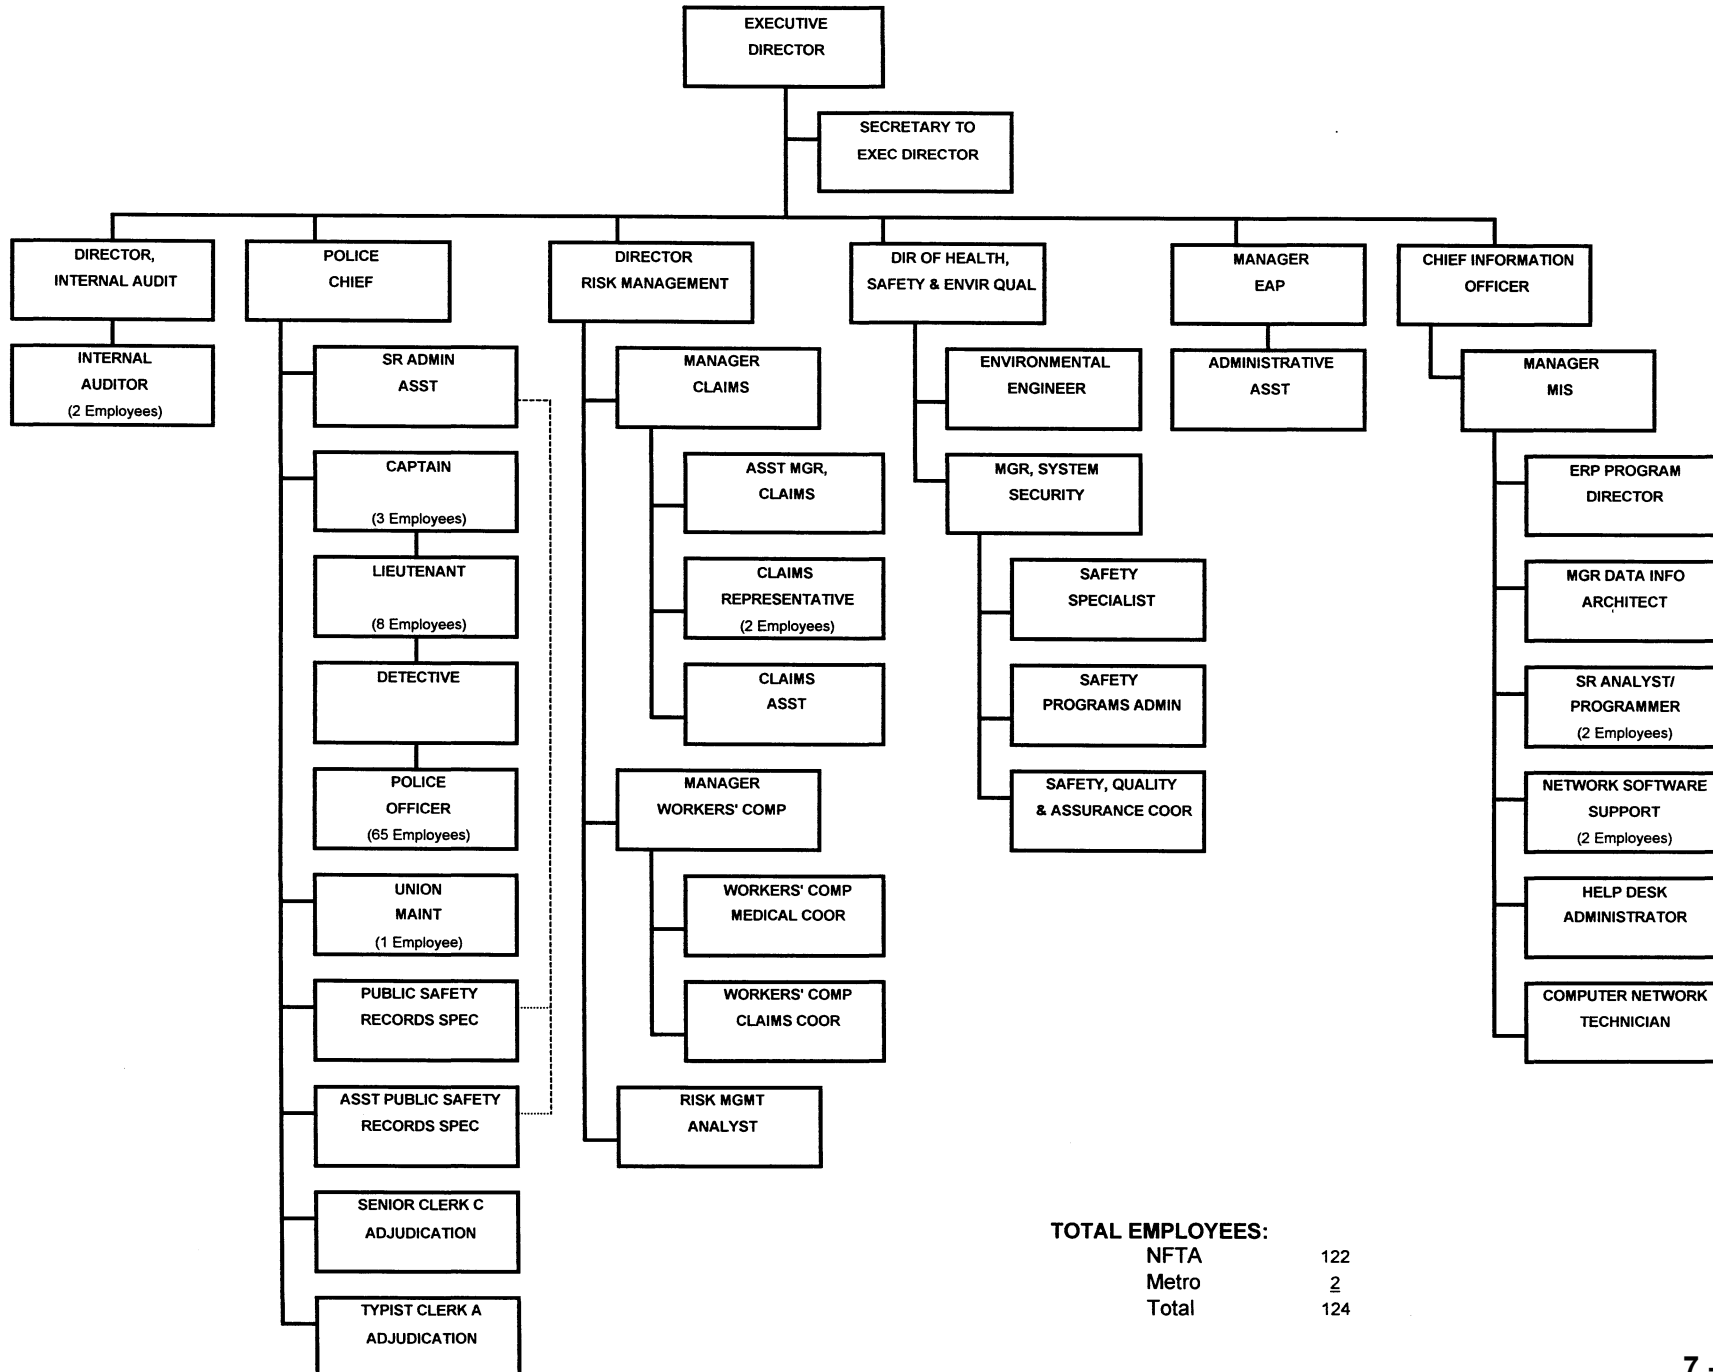 EXECUTIVE
DIRECTOR
SECRETARY TO
EXEC DIRECTOR
DIRECTOR,
INTERNAL AUDIT
INTERNAL
AUDITOR
(2 Employees)
POLICE
CHIEF
SR ADMIN
ASST
CAPTAIN
(3 Employees)
LIEUTENANT
(8 Employees)
DETECTIVE
POLICE
OFFICER
(65 Employees)
UNION
MAINT
(1 Employee)
PUBLIC SAFETY
RECORDS SPEC
ASST PUBLIC SAFETY
RECORDS SPEC
SENIOR CLERK C
ADJUDICATION
TYPIST CLERK A
ADJUDICATION
DIRECTOR
RISK MANAGEMENT
MANAGER
CLAIMS
ASST MGR,
CLAIMS
CLAIMS
REPRESENTATIVE
(2 Employees)
CLAIMS
ASST
MANAGER
WORKERS' COMP
WORKERS' COMP
MEDICAL COOR
WORKERS' COMP
CLAIMS COOR
RISK MGMT
ANALYST
DIR OF HEALTH,
SAFETY & ENVIR QUAL
ENVIRONMENTAL
ENGINEER
MGR, SYSTEM
SECURITY
SAFETY
SPECIALIST
SAFETY
PROGRAMS ADMIN
SAFETY, QUALITY
& ASSURANCE COOR
MANAGER
EAP
ADMINISTRATIVE
ASST
CHIEF INFORMATION
OFFICER
MANAGER
MIS
ERP PROGRAM
DIRECTOR
MGR DATA INFO
ARCHITECT
SR ANALYST/
PROGRAMMER
(2 Employees)
NETWORK SOFTWARE
SUPPORT
(2 Employees)
HELP DESK
ADMINISTRATOR
COMPUTER NETWORK
TECHNICIAN
TOTAL EMPLOYEES:
NFTA 122
Metro 2
Total 124
7 -